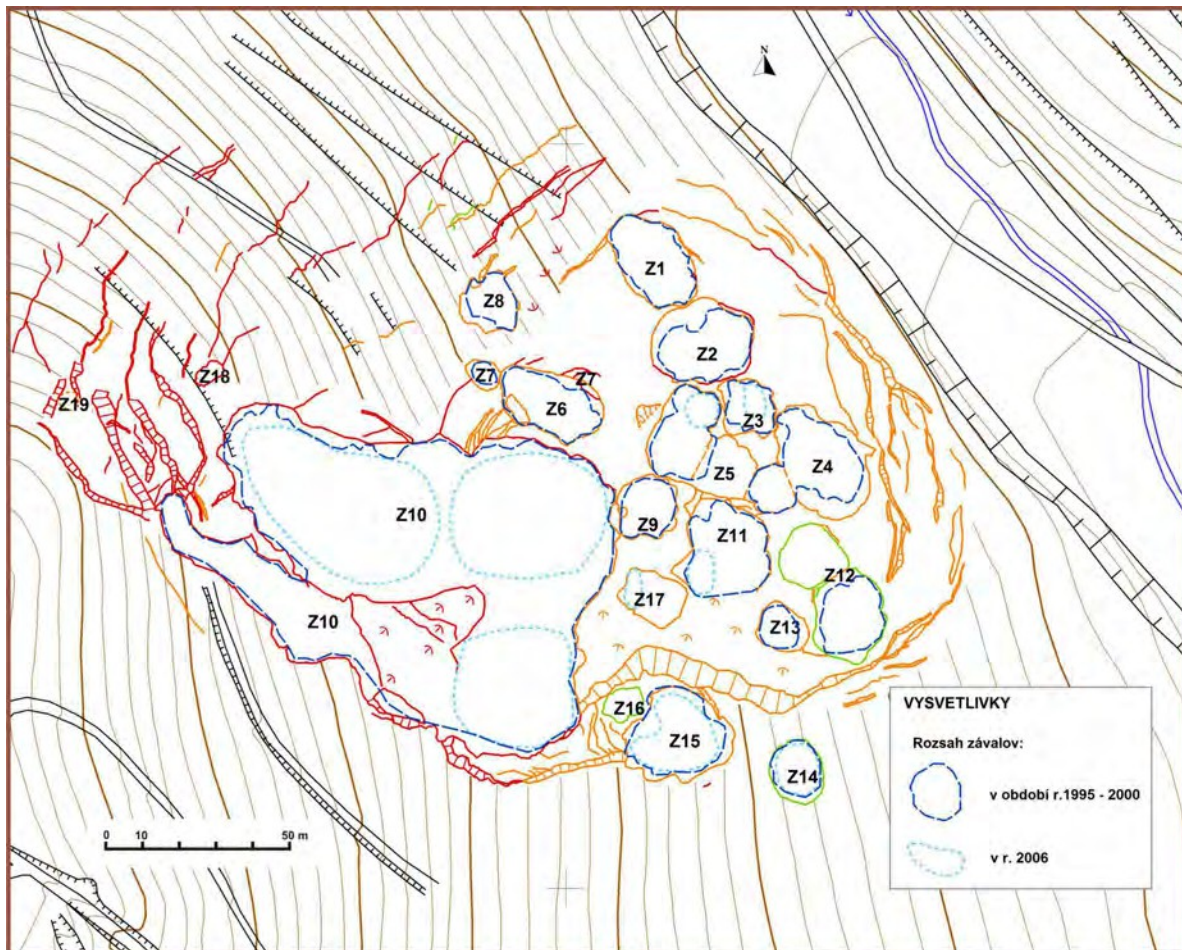 N
Z1
Z8
Z2
Z18
Z7
Z7
Z19
Z6
Z3
Z4
Z5
Z10
Z9
Z11
Z12
Z17
Z10
Z13
Z16
Z15
Z14
VYSVETLIVKY
Rozsah závalov:
v období r.1995 - 2000
v r. 2006
0 10 50 m